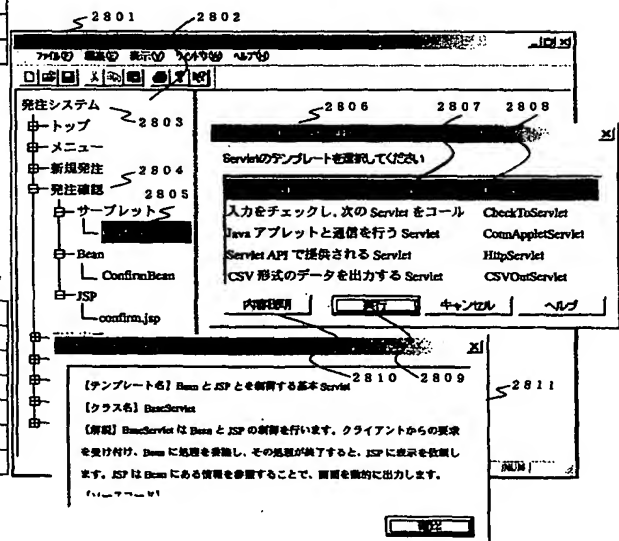 2801
2802
ファイル(F) 編集(E) 表示(V) ウィンドウ(W) ヘルプ(H)
発注システム
2803
トップ
メニュー
新規発注
2804
発注確認
2805
サーブレット
Bean
ConfirmBean
JSP
confirm.jsp
2806
2807
2808
Servletのテンプレートを選択してください
入力をチェックし、次の Servlet をコール CheckToServlet
Java アプレットと通信を行う Servlet ConnAppletServlet
Servlet API で提供される Servlet HttpServlet
CSV 形式のデータを出力する Servlet CSVOutServlet
内容説明 実行 キャンセル ヘルプ
2810
2809
2811
【テンプレート名】Bean と JSP とを制御する基本 Servlet
【クラス名】BaseServlet
【解説】BaseServlet は Bean と JSP の制御を行います。クライアントからの要求
を受け付け、Bean に処理を委譲し、その処理が終了すると、JSP に表示を依頼し
ます。JSP は Bean にある情報を参照することで、画面を動的に出力します。
【ソースコード】
NUM